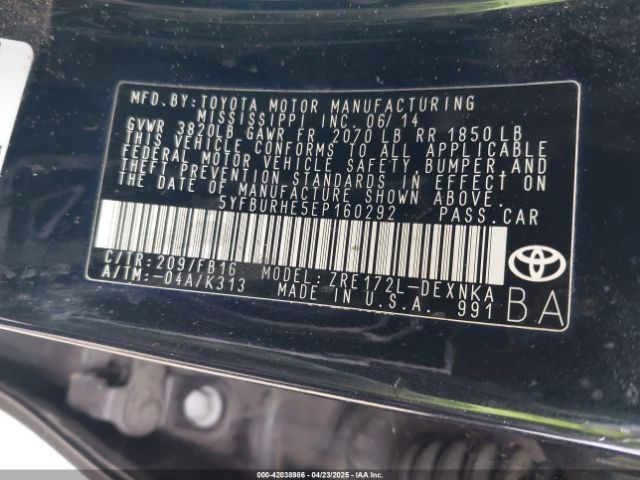 MFD. BY: TOYOTA MOTOR MANUFACTURING
MISSISSIPPI INC. 06/14
GVWR 3820LB GAWR FR 2070 LB RR 1850 LB
THIS VEHICLE CONFORMS TO ALL APPLICABLE
FEDERAL MOTOR VEHICLE SAFETY, BUMPER, AND
THEFT PREVENTION STANDARDS IN EFFECT ON
THE DATE OF MANUFACTURE SHOWN ABOVE.
5YFBURHE5EP160292 PASS. CAR
C/TR: 209/FB16 MODEL: ZRE172L-DEXNKA
A/TM: -04A/K313 MADE IN U.S.A. 991
BA
000-42038986 - 04/23/2025 - IAAI.COM